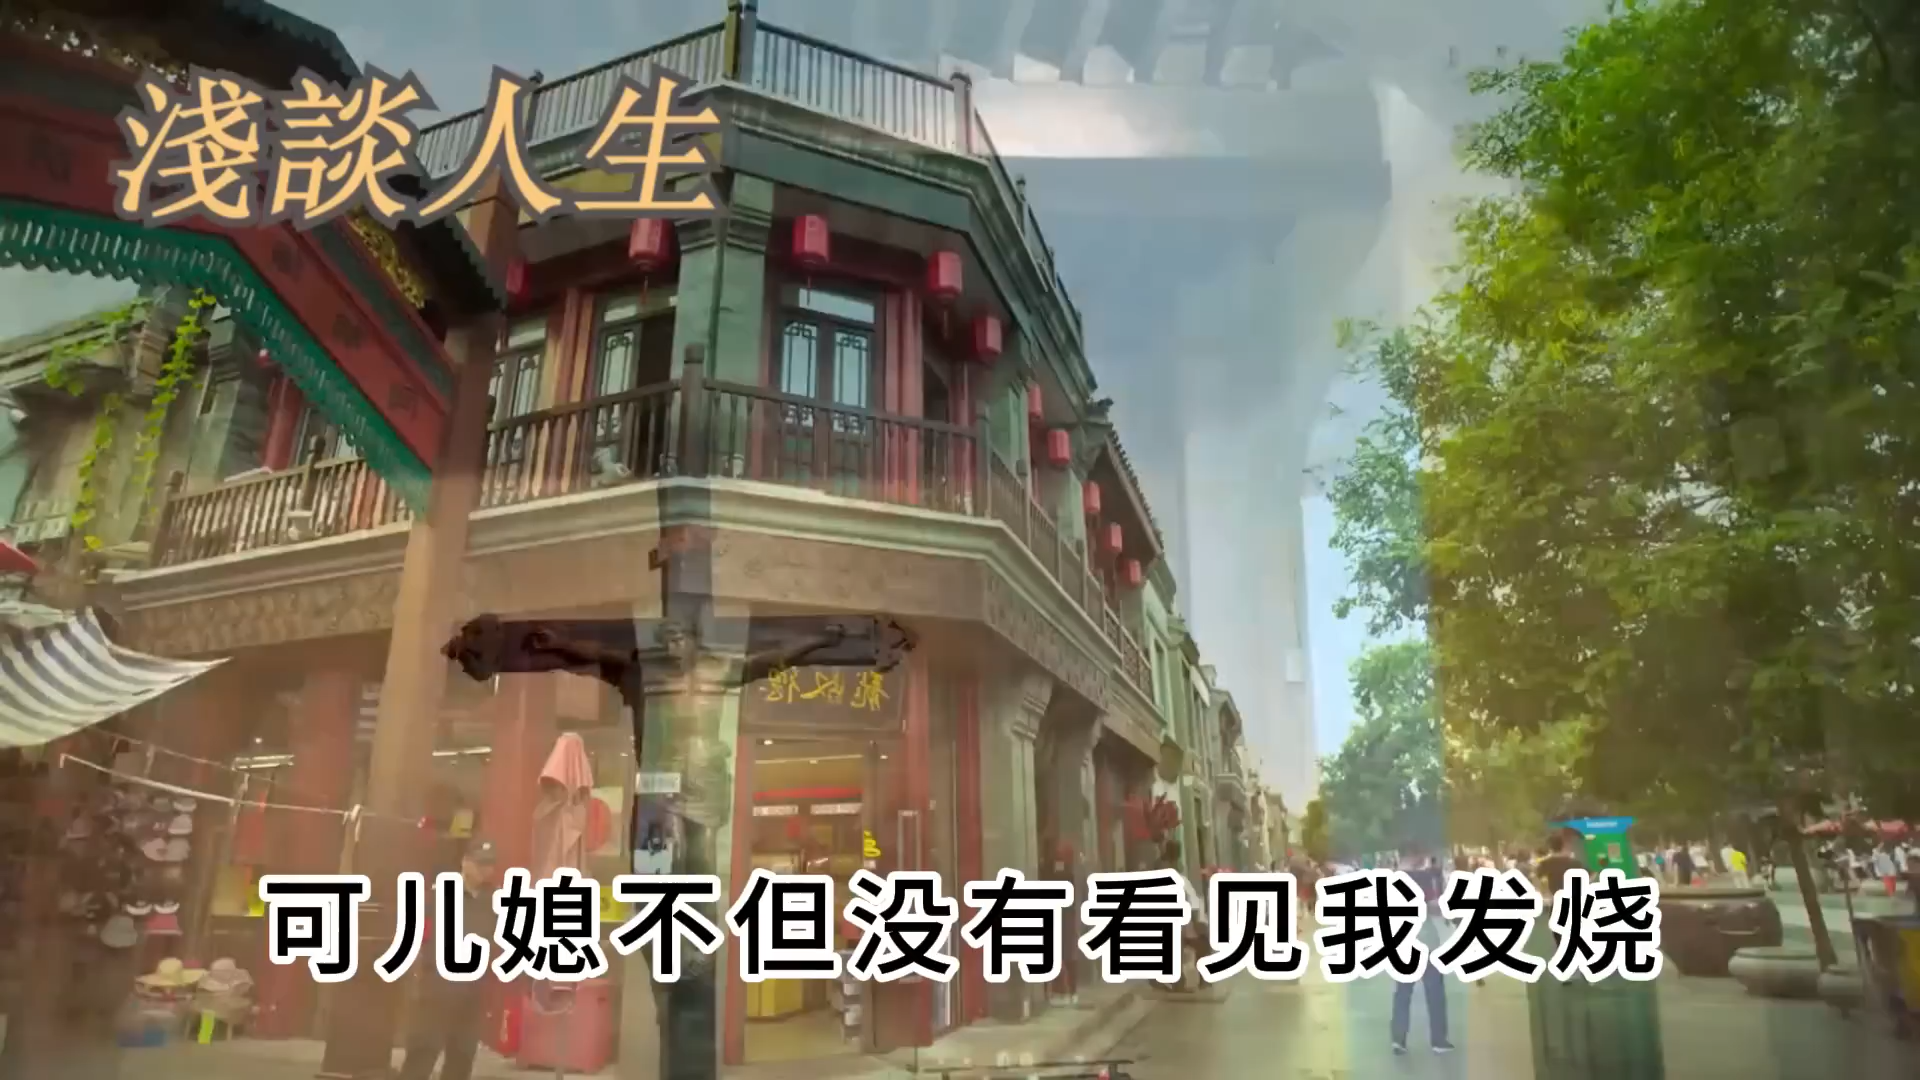 淺談人生
可儿媳不但没有看见我发烧